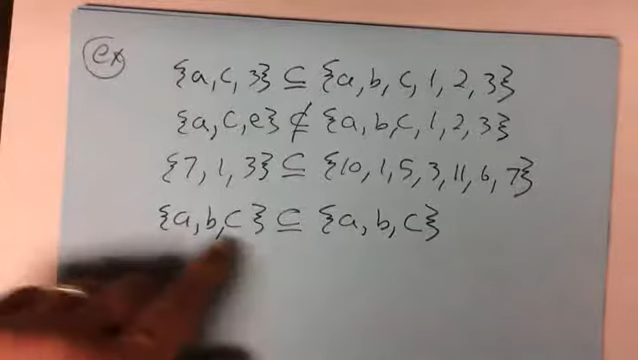 ex
{a, c, 3} ⊆ {a, b, c, 1, 2, 3}
{a, c, e} ⊄ {a, b, c, 1, 2, 3}
{7, 1, 3} ⊆ {10, 1, 5, 3, 11, 6, 7}
{a, b, c} ⊆ {a, b, c}